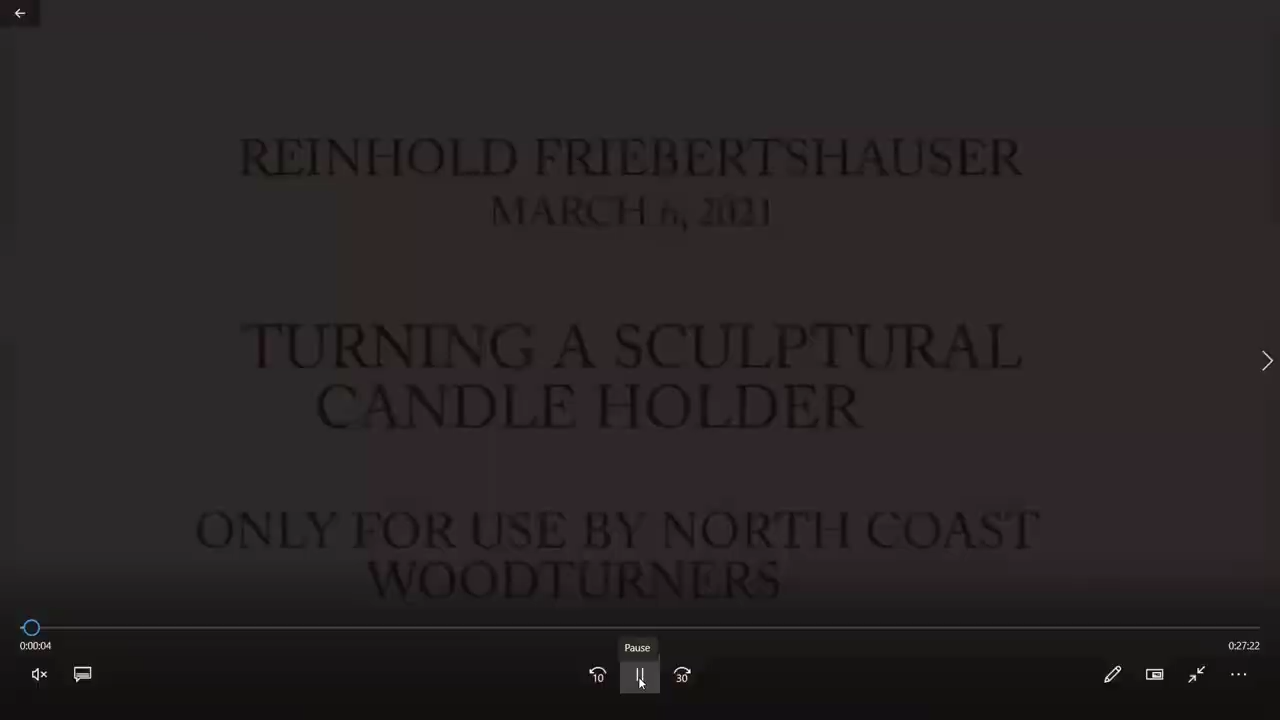 REINHOLD FRIEBERTSHAUSER
MARCH 6, 2021
TURNING A SCULPTURAL
CANDLE HOLDER
ONLY FOR USE BY NORTH COAST
WOODTURNERS
Pause
0:00:04
0:27:22
10
30